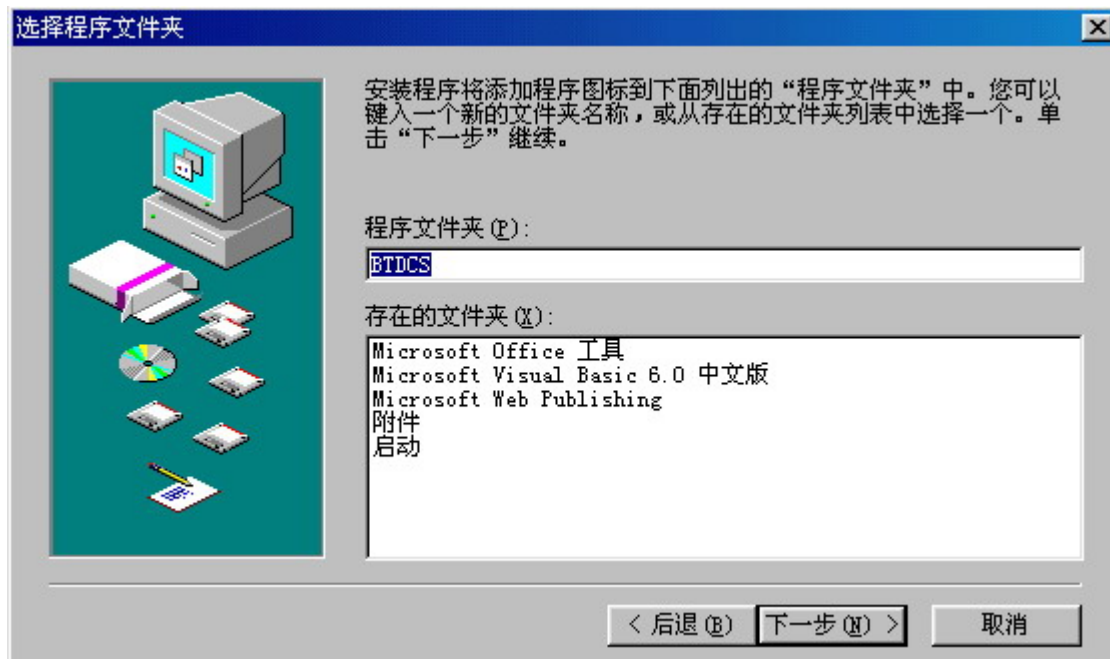 选择程序文件夹
安装程序将添加程序图标到下面列出的“程序文件夹”中。您可以
键入一个新的文件夹名称，或从存在的文件夹列表中选择一个。单
击“下一步”继续。
程序文件夹(P):
BTDCS
存在的文件夹(X):
Microsoft Office 工具
Microsoft Visual Basic 6.0 中文版
Microsoft Web Publishing
附件
启动
< 后退(B) 下一步(N) > 取消